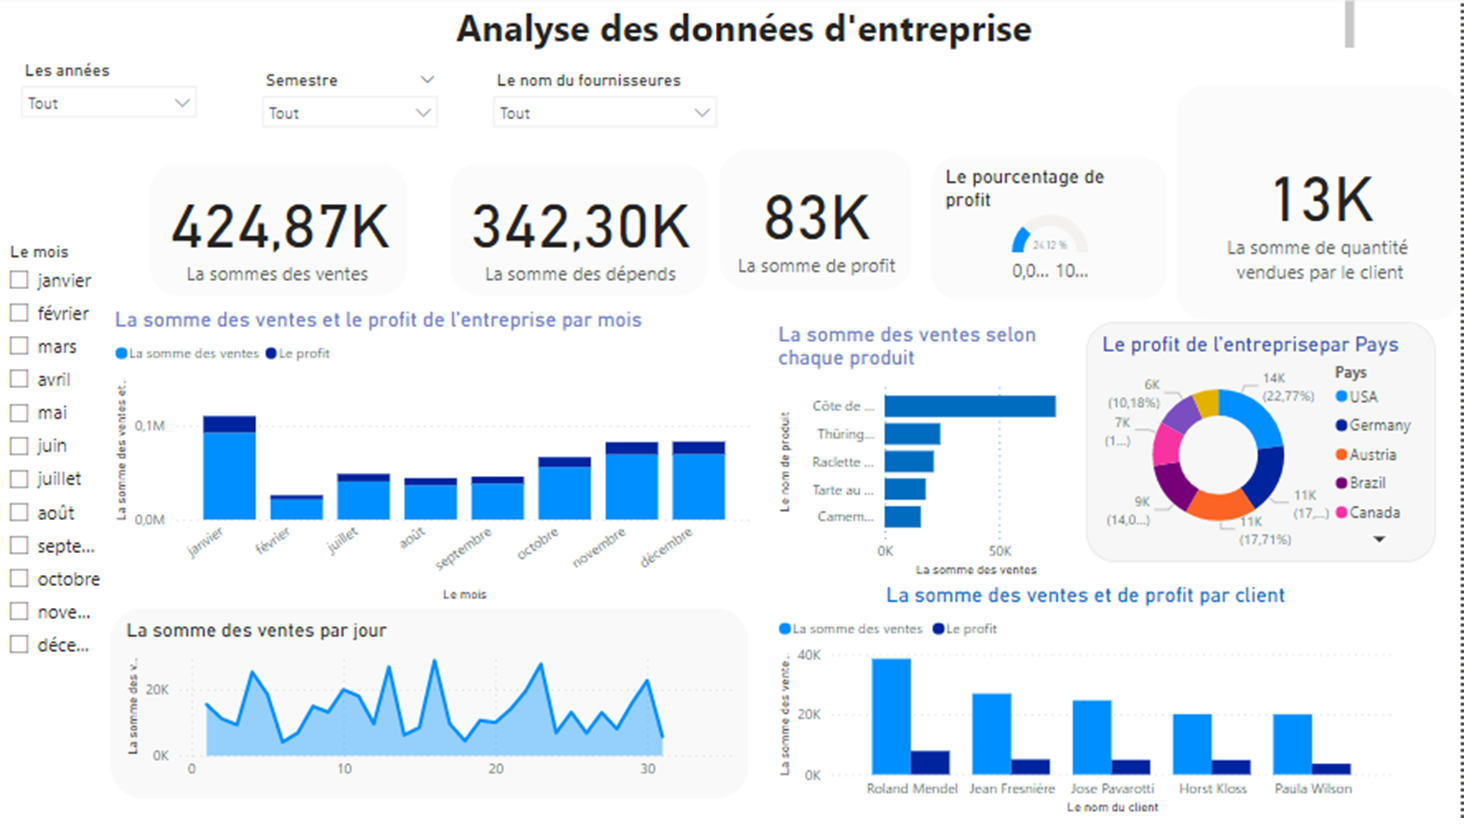 Analyse des données d'entreprise
Les années
Tout
Semestre
Tout
Le nom du fournisseures
Tout
424,87K
La sommes des ventes
342,30K
La somme des dépends
83K
La somme de profit
Le pourcentage de
profit
24.12 %
0,0... 10...
13K
La somme de quantité
vendues par le client
Le mois
janvier
février
mars
avril
mai
juin
juillet
août
septe...
octobre
nove...
déce...
La somme des ventes et le profit de l'entreprise par mois
La somme des ventes Le profit
La somme des ventes et...
0,1M
0,0M
janvier
février
juillet
août
septembre
octobre
novembre
décembre
Le mois
La somme des ventes selon
chaque produit
Le nom de produit
Côte de ...
Thüring...
Raclette ...
Tarte au ...
Camem...
0K
50K
La somme des ventes
Le profit de l'entreprisepar Pays
14K
(22,77%)
11K
(17,...)
11K
(17,71%)
9K
(14,0...)
7K
(1...)
6K
(10,18%)
Pays
USA
Germany
Austria
Brazil
Canada
La somme des ventes par jour
La somme des v...
20K
0K
0
10
20
30
La somme des ventes et de profit par client
La somme des ventes Le profit
La somme des vente...
40K
20K
0K
Roland Mendel
Jean Fresnière
Jose Pavarotti
Horst Kloss
Paula Wilson
Le nom du client